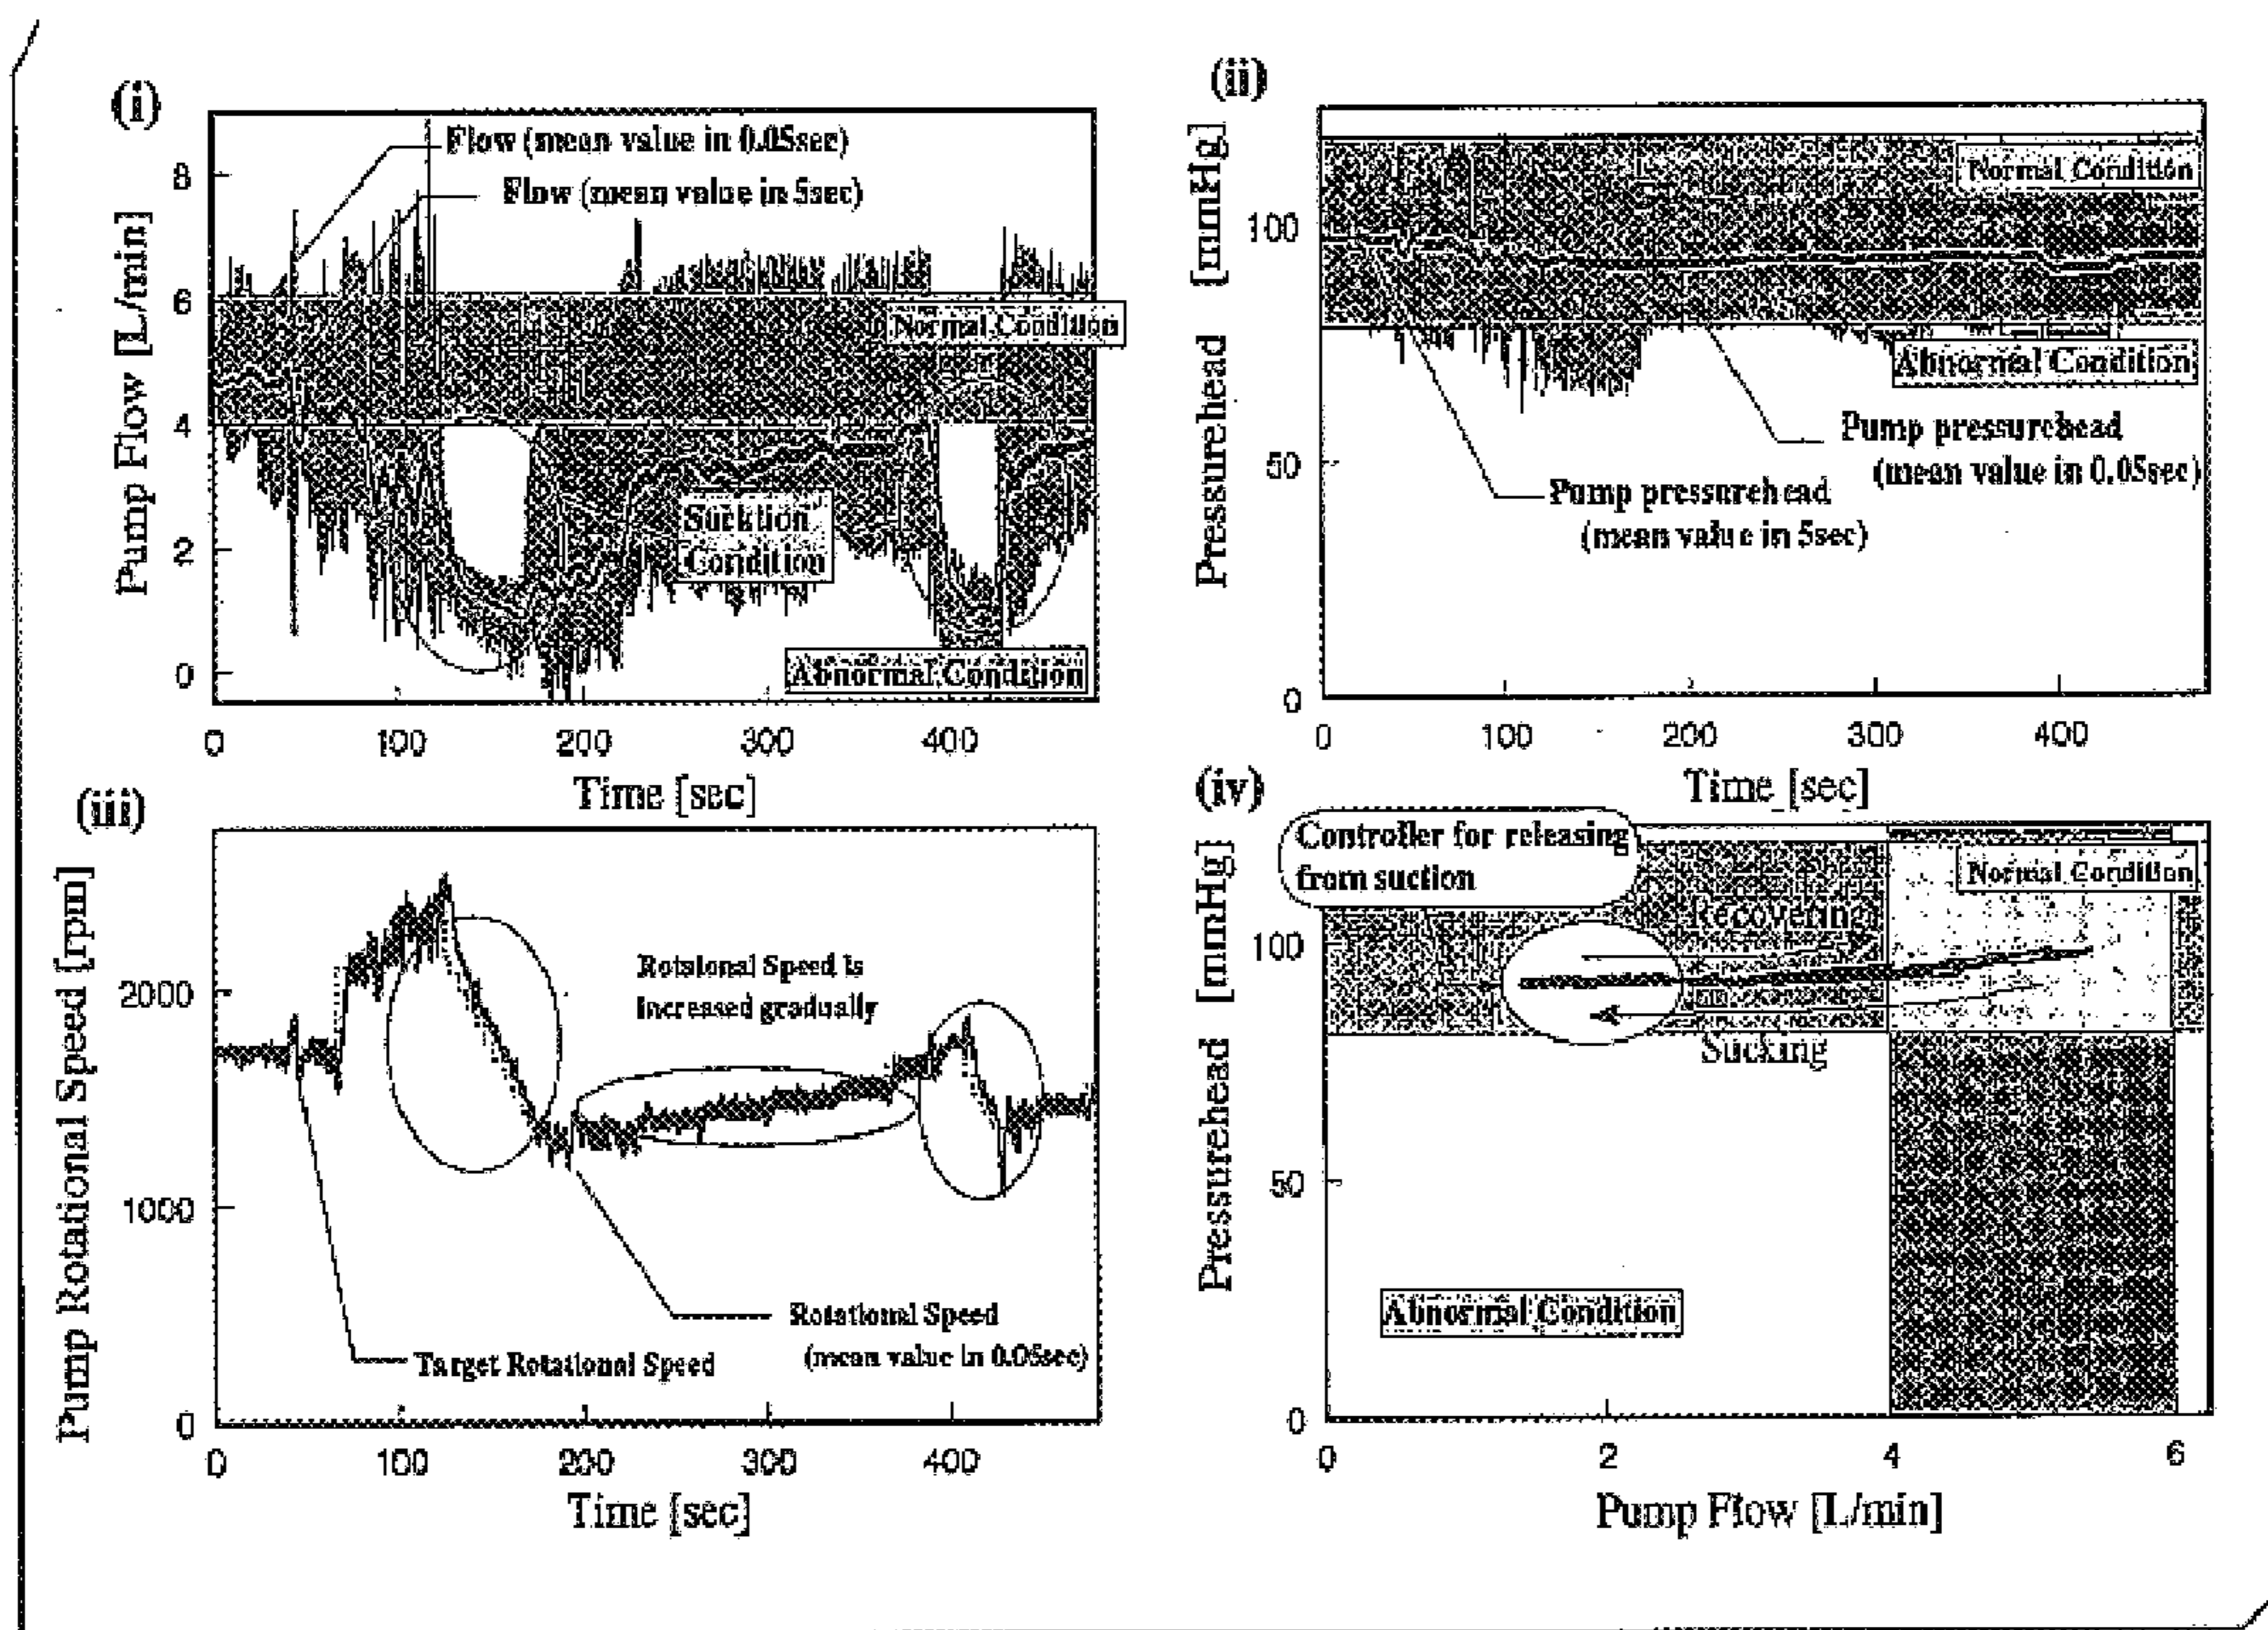 (i)
Flow (mean value in 0.05sec)
Flow (mean value in 5sec)
Pump Flow [L/min]
8
6
4
2
0
Normal Condition
Sucktion
Condition
Abnormal Condition
0 100 200 300 400
Time [sec]
(ii)
Pressurehead [mmHg]
100
50
0
Normal Condition
Abnormal Condition
Pump pressurehead
(mean value in 0.05sec)
Pump pressurehead
(mean value in 5sec)
0 100 200 300 400
Time [sec]
(iii)
Pump Rotational Speed [rpm]
2000
1000
0
Rotational Speed is
increased gradually
Rotational Speed
(mean value in 0.05sec)
Target Rotational Speed
0 100 200 300 400
Time [sec]
(iv)
Controller for releasing
from suction
Pressurehead [mmHg]
100
50
0
Normal Condition
Recovering
Sucking
Abnormal Condition
0 2 4 6
Pump Flow [L/min]